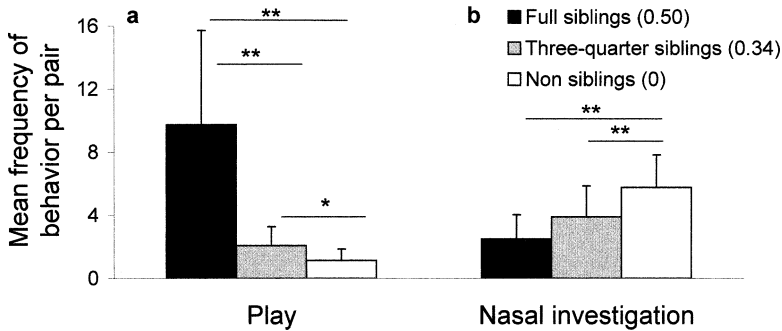 Mean frequency of
behavior per pair
16
12
8
4
0
a
**
**
*
Play
b
Full siblings (0.50)
Three-quarter siblings (0.34)
Non siblings (0)
**
**
Nasal investigation